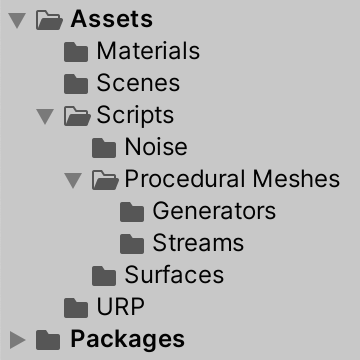 Assets
Materials
Scenes
Scripts
Noise
Procedural Meshes
Generators
Streams
Surfaces
URP
Packages